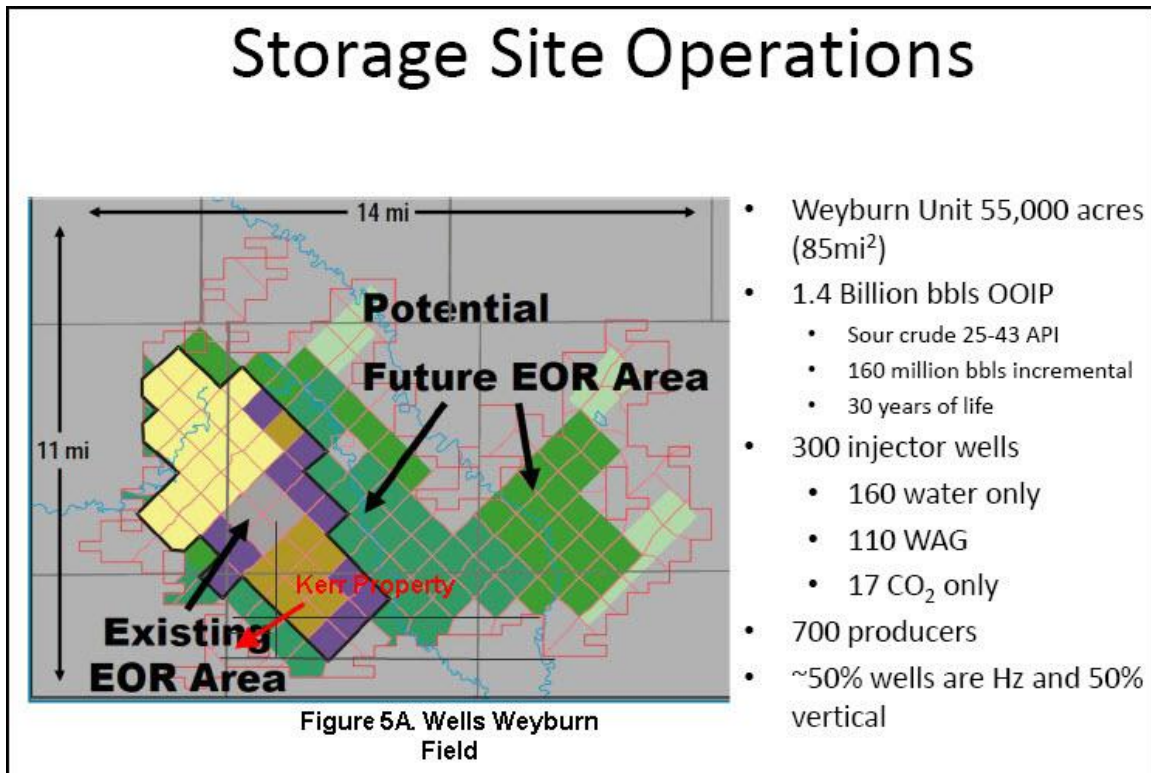 Storage Site Operations
14 mi
11 mi
Potential
Future EOR Area
Kerr Property
Existing
EOR Area
Figure 5A. Wells Weyburn
Field
• Weyburn Unit 55,000 acres
(85mi²)
• 1.4 Billion bbls OOIP
• Sour crude 25-43 API
• 160 million bbls incremental
• 30 years of life
• 300 injector wells
• 160 water only
• 110 WAG
• 17 CO₂ only
• 700 producers
• ~50% wells are Hz and 50%
vertical